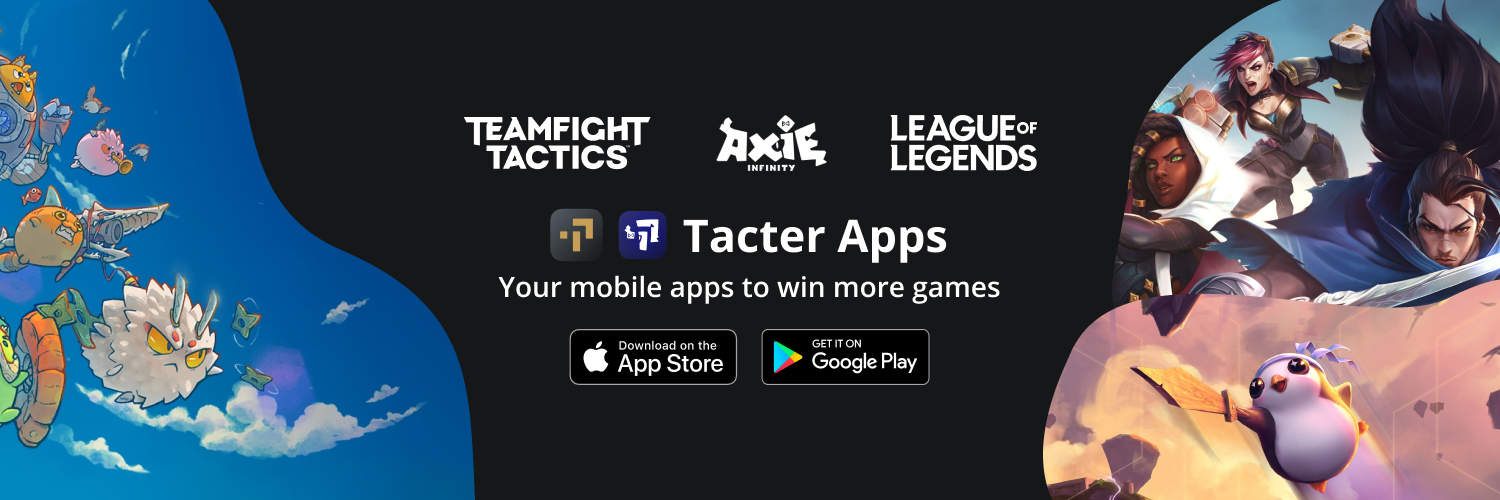 TEAMFIGHT
TACTICS
AXIE
INFINITY
LEAGUE OF
LEGENDS
Tacter Apps
Your mobile apps to win more games
Download on the
App Store
GET IT ON
Google Play